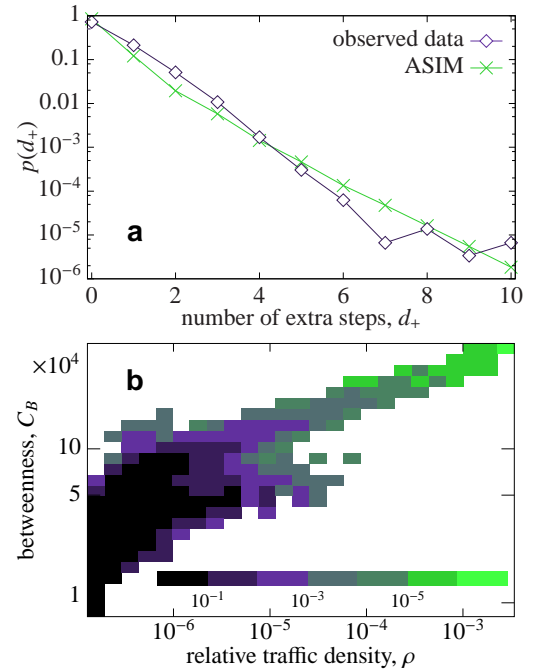 1
0.1
0.01
10⁻³
10⁻⁴
10⁻⁵
10⁻⁶
p(d₊)
observed data
ASIM
a
0 2 4 6 8 10
number of extra steps, d₊
×10⁴
b
10
5
1
betweenness, C_B
10⁻¹ 10⁻³ 10⁻⁵
10⁻⁶ 10⁻⁵ 10⁻⁴ 10⁻³
relative traffic density, ρ